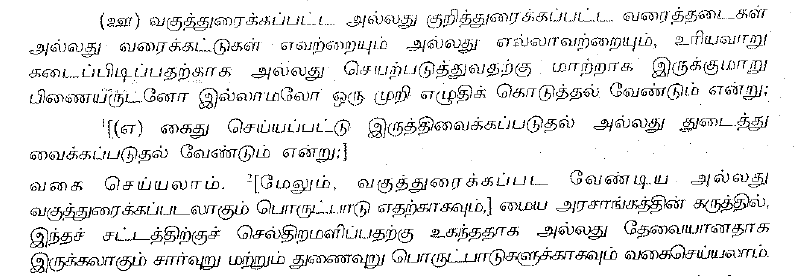 (ஊ) வகுத்துரைக்கப்பட்ட அல்லது குறித்துரைக்கப்பட்ட வரைத்தடைகள்
அல்லது வரைக்கட்டுகள் எவற்றையும் அல்லது எல்லாவற்றையும், உரியவாறு
கடைப்பிடிப்பதற்காக அல்லது செயற்படுத்துவதற்கு மாற்றாக இருக்குமாறு
பிணையுடனோ இல்லாமலோ ஒரு முறி எழுதிக் கொடுத்தல் வேண்டும் என்று;
¹[(எ) கைது செய்யப்பட்டு இருத்திவைக்கப்படுதல் அல்லது துடைத்து
வைக்கப்படுதல் வேண்டும் என்று;]
வகை செய்யலாம். ²[மேலும், வகுத்துரைக்கப்பட வேண்டிய அல்லது
வகுத்துரைக்கப்படலாகும் பொருட்பாடு எதற்காகவும்,] மைய அரசாங்கத்தின் கருத்தில்,
இந்தச் சட்டத்திற்குச் செல்திறமளிப்பதற்கு உகந்ததாக அல்லது தேவையானதாக
இருக்கலாகும் சார்வுறு மற்றும் துணைவுறு பொருட்பாடுகளுக்காகவும் வகைசெய்யலாம்.